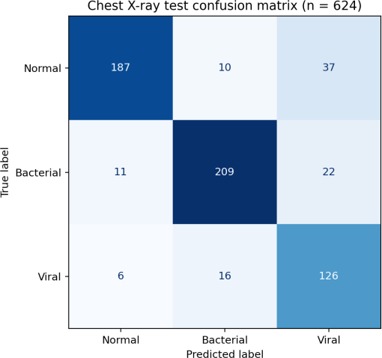 Chest X-ray test confusion matrix (n = 624)
True label
Normal 187 10 37
Bacterial 11 209 22
Viral 6 16 126
Normal Bacterial Viral
Predicted label